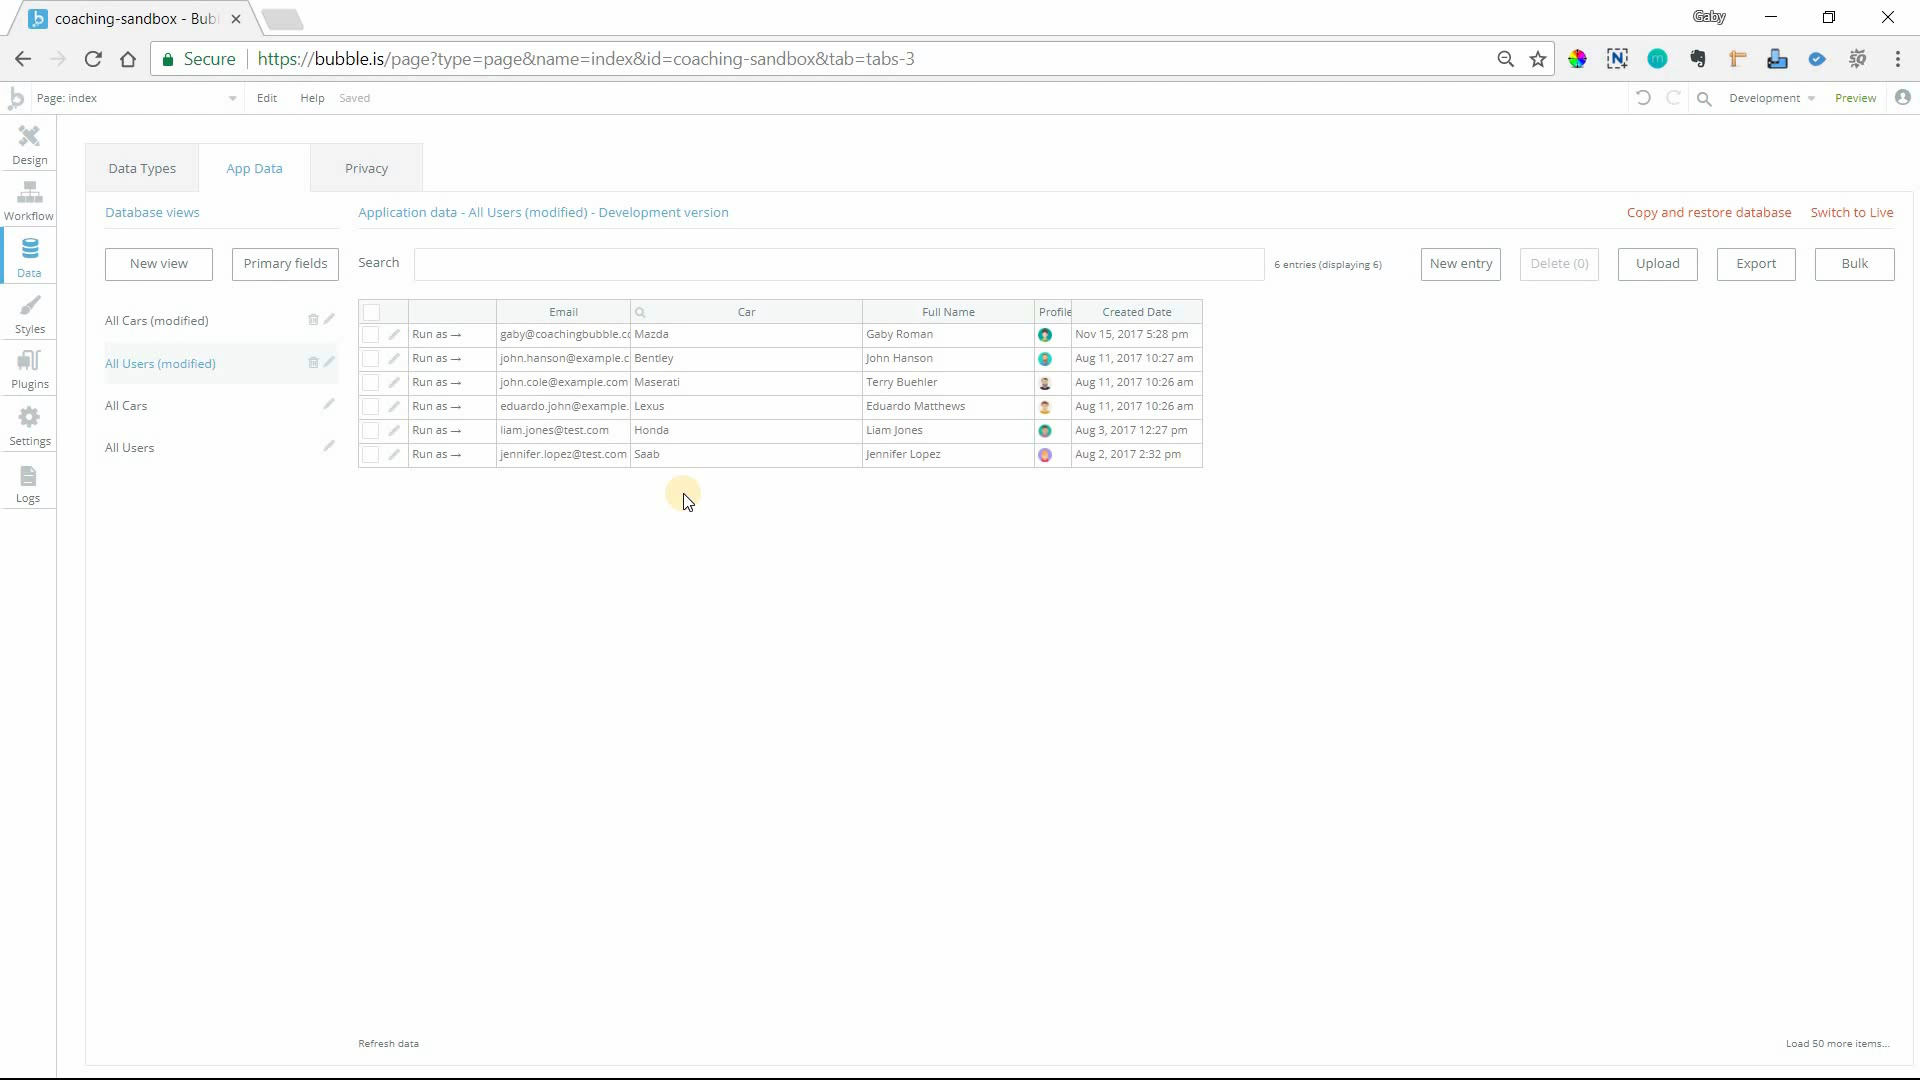 coaching-sandbox - Bub
Gaby
Secure
https://bubble.is/page?type=page&name=index&id=coaching-sandbox&tab=tabs-3
Page: index
Edit
Help
Saved
Development
Preview
Design
Workflow
Data
Styles
Plugins
Settings
Logs
Data Types
App Data
Privacy
Database views
Application data - All Users (modified) - Development version
Copy and restore database
Switch to Live
New view
Primary fields
Search
6 entries (displaying 6)
New entry
Delete (0)
Upload
Export
Bulk
All Cars (modified)
All Users (modified)
All Cars
All Users
Email Car Full Name Profile Created Date
Run as → gaby@coachingbubble.cc Mazda Gaby Roman Nov 15, 2017 5:28 pm
Run as → john.hanson@example.c Bentley John Hanson Aug 11, 2017 10:27 am
Run as → john.cole@example.com Maserati Terry Buehler Aug 11, 2017 10:26 am
Run as → eduardo.john@example. Lexus Eduardo Matthews Aug 11, 2017 10:26 am
Run as → liam.jones@test.com Honda Liam Jones Aug 3, 2017 12:27 pm
Run as → jennifer.lopez@test.com Saab Jennifer Lopez Aug 2, 2017 2:32 pm
Refresh data
Load 50 more items...